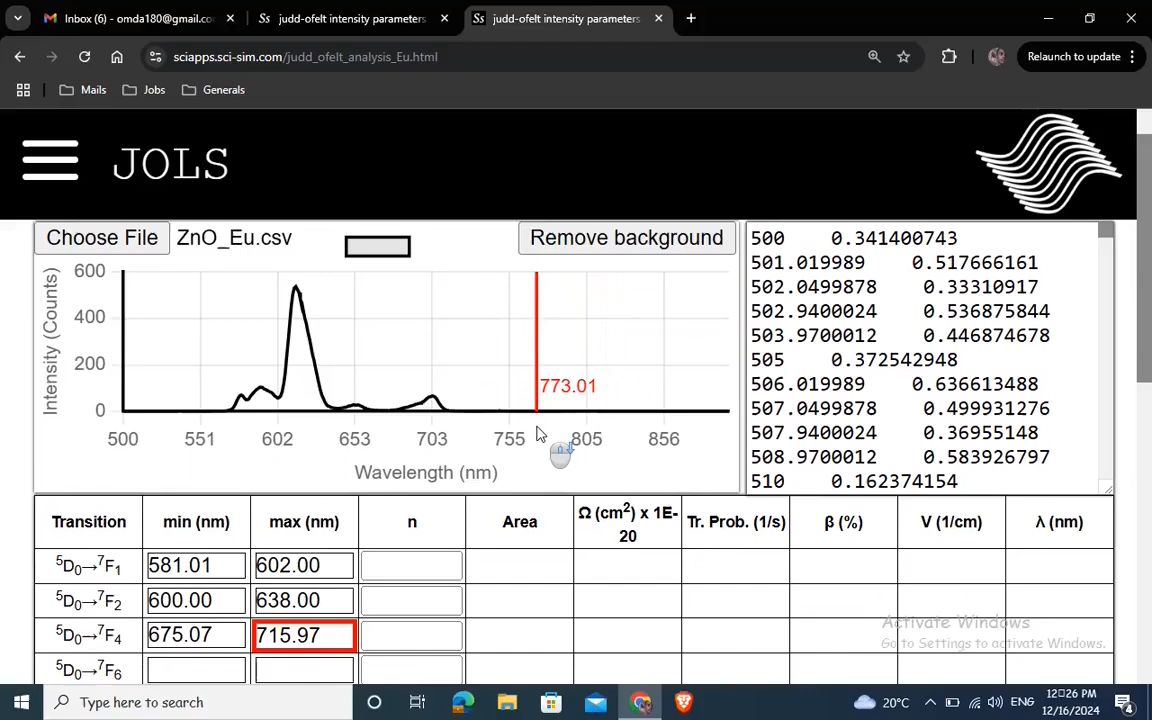 Inbox (6) - omda180@gmail.co
judd-ofelt intensity parameters
judd-ofelt intensity parameters
sciapps.sci-sim.com/judd_ofelt_analysis_Eu.html
Relaunch to update
Mails
Jobs
Generals
JOLS
Choose File ZnO_Eu.csv
Remove background
600
400
200
0
Intensity (Counts)
773.01
500 551 602 653 703 755 805 856
Wavelength (nm)
500 0.341400743
501.019989 0.517666161
502.0499878 0.33310917
502.9400024 0.536875844
503.9700012 0.446874678
505 0.372542948
506.019989 0.636613488
507.0499878 0.499931276
507.9400024 0.36955148
508.9700012 0.583926797
510 0.162374154
Transition min (nm) max (nm) n Area Ω (cm²) x 1E-20 Tr. Prob. (1/s) β (%) V (1/cm) λ (nm)
⁵D₀→⁷F₁ 581.01 602.00
⁵D₀→⁷F₂ 600.00 638.00
⁵D₀→⁷F₄ 675.07 715.97
⁵D₀→⁷F₆
Activate Windows
Go to Settings to activate Windows.
Type here to search
20°C
ENG
12:26 PM
12/16/2024
4